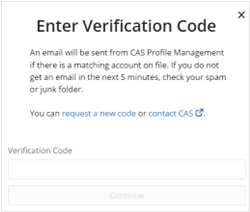 Enter Verification Code
An email will be sent from CAS Profile Management
if there is a matching account on file. If you do not
get an email in the next 5 minutes, check your spam
or junk folder.
You can request a new code or contact CAS.
Verification Code
Continue